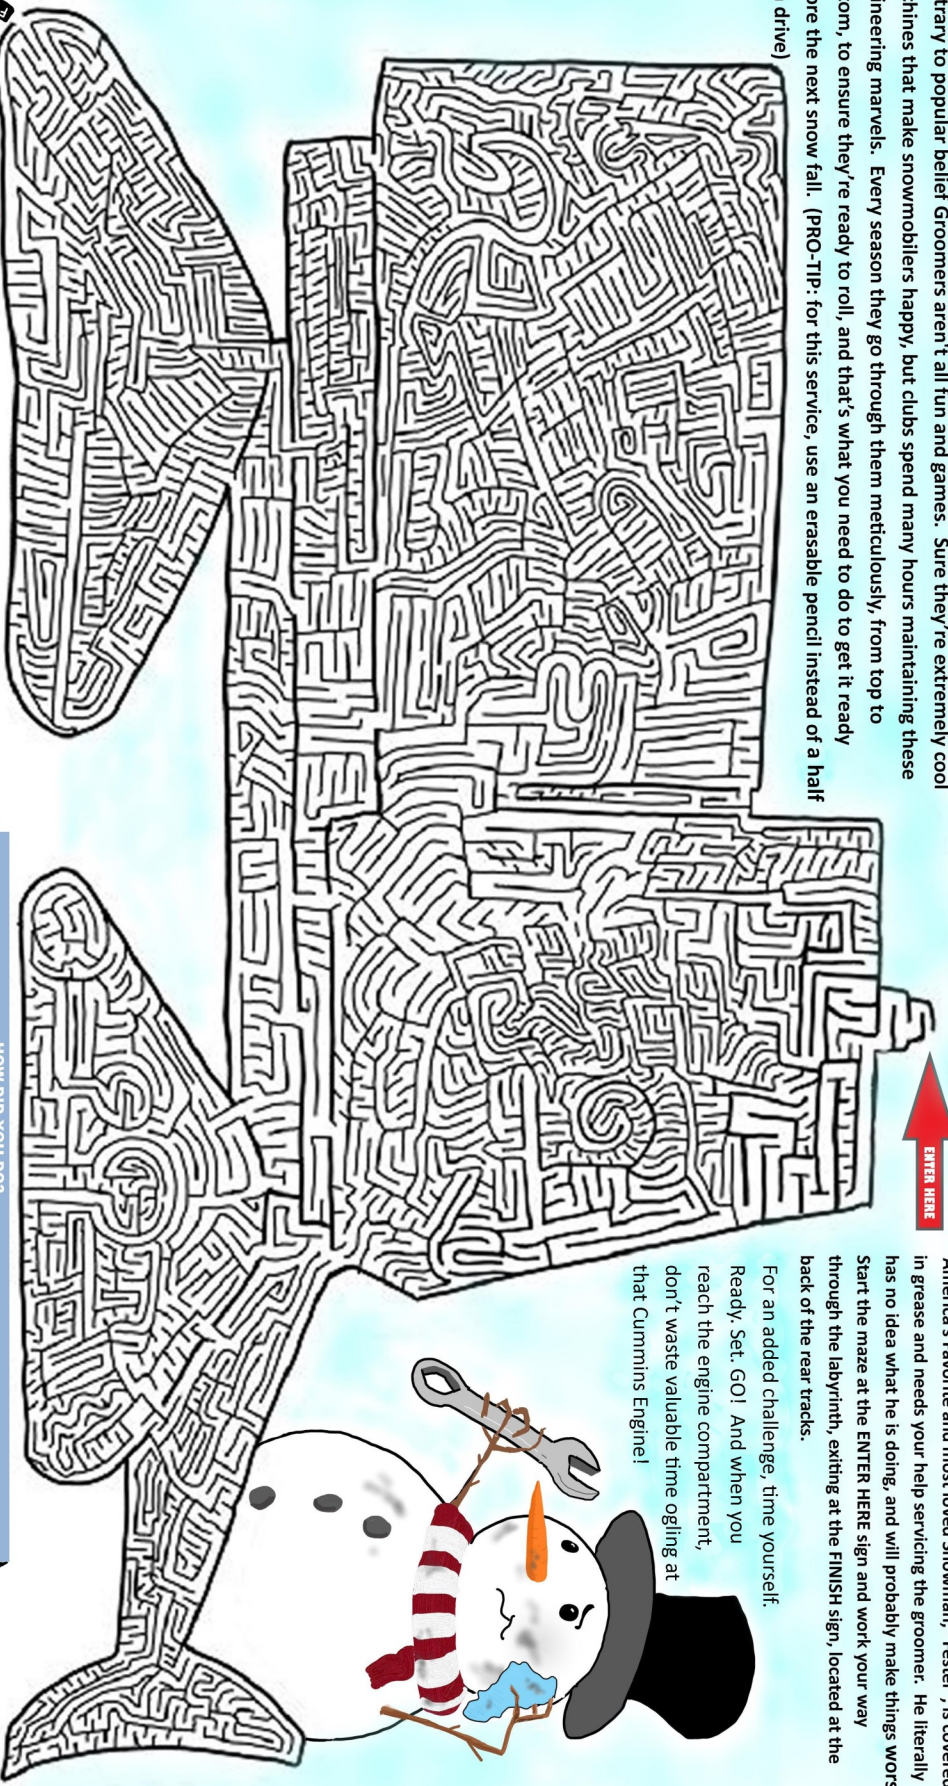 trary to popular belief Groomers aren't all fun and games. Sure they're extremely cool
hines that make snowmobilers happy, but clubs spend many hours maintaining these
ineering marvels. Every season they go through them meticulously, from top to
om, to ensure they're ready to roll, and that's what you need to do to get it ready
ore the next snow fall. (PRO-TIP: for this service, use an erasable pencil instead of a half
drive)
ENTER HERE
in grease and needs your help servicing the groomer. He literally
has no idea what he is doing, and will probably make things wors
Start the maze at the ENTER HERE sign and work your way
through the labyrinth, exiting at the FINISH sign, located at the
back of the rear tracks.
For an added challenge, time yourself.
Ready. Set. GO! And when you
reach the engine compartment,
don't waste valuable time ogling at
that Cummins Engine!